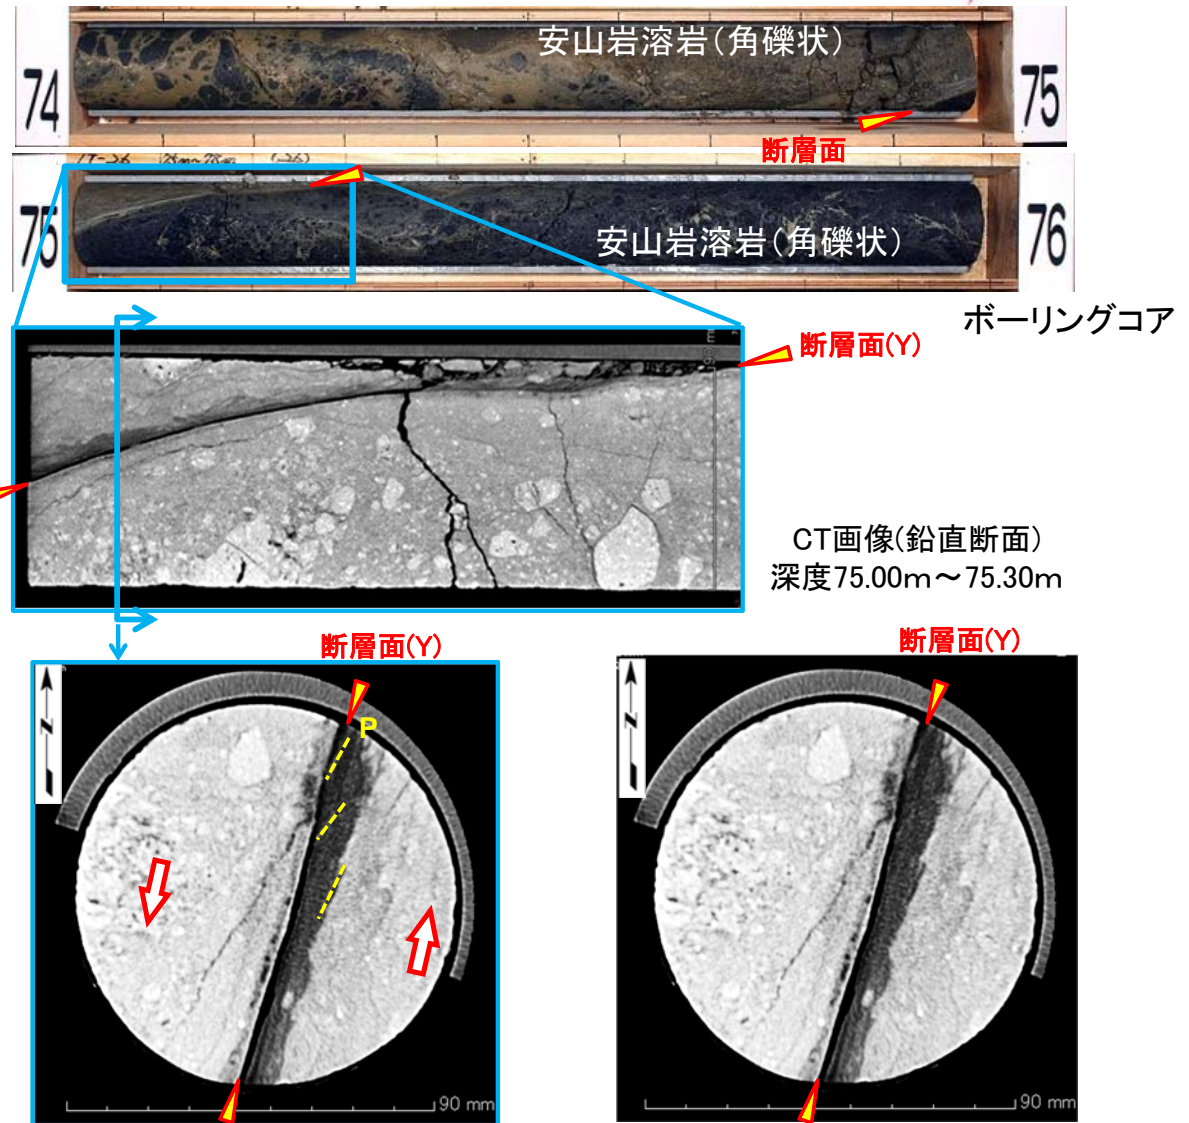 安山岩溶岩(角礫状)
74
75
断層面
75
安山岩溶岩(角礫状)
76
ボーリングコア
断層面(Y)
CT画像(鉛直断面)
深度75.00m~75.30m
断層面(Y)
断層面(Y)
N
P
N
90 mm
90 mm